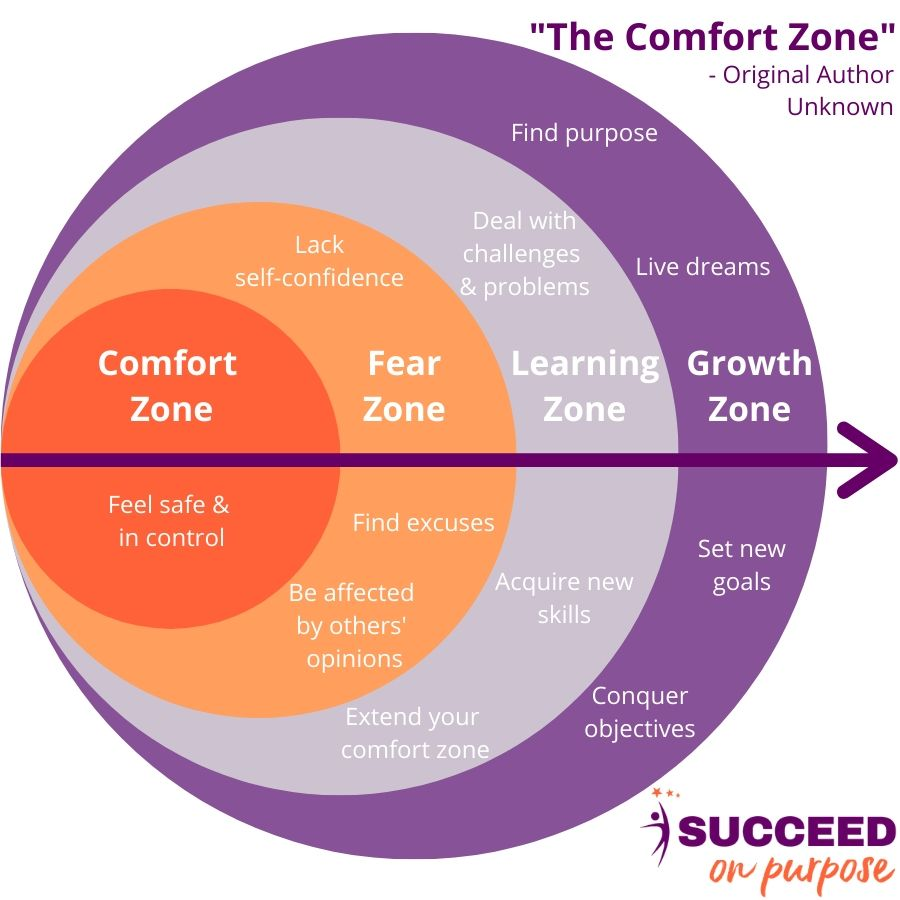 "The Comfort Zone"
- Original Author
Unknown
Find purpose
Deal with
challenges
& problems
Live dreams
Lack
self-confidence
Comfort
Zone
Fear
Zone
Learning
Zone
Growth
Zone
Feel safe &
in control
Find excuses
Be affected
by others'
opinions
Acquire new
skills
Extend your
comfort zone
Set new
goals
Conquer
objectives
SUCCEED
on purpose